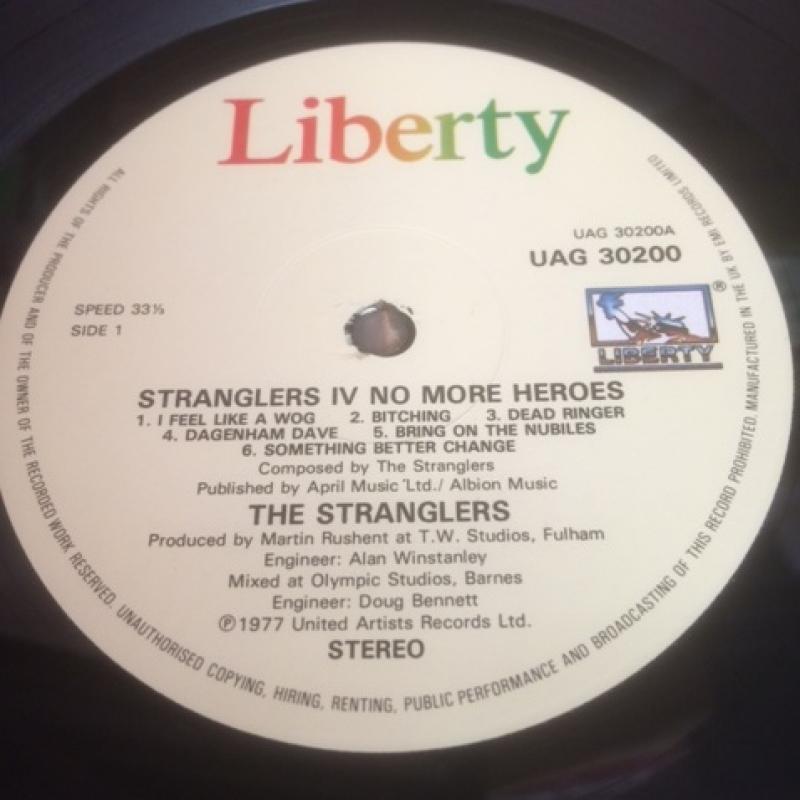 Liberty
UAG 30200A
UAG 30200
SPEED 33⅓
SIDE 1
®
LIBERTY
STRANGLERS IV NO MORE HEROES
1. I FEEL LIKE A WOG 2. BITCHING 3. DEAD RINGER
4. DAGENHAM DAVE 5. BRING ON THE NUBILES
6. SOMETHING BETTER CHANGE
Composed by The Stranglers
Published by April Music Ltd./ Albion Music
THE STRANGLERS
Produced by Martin Rushent at T.W. Studios, Fulham
Engineer: Alan Winstanley
Mixed at Olympic Studios, Barnes
Engineer: Doug Bennett
℗1977 United Artists Records Ltd.
STEREO
ALL RIGHTS OF THE PRODUCER AND OF THE OWNER OF THE RECORDED WORK RESERVED. UNAUTHORISED COPYING, HIRING, RENTING, PUBLIC PERFORMANCE AND BROADCASTING OF THIS RECORD PROHIBITED. MANUFACTURED IN THE UK BY EMI RECORDS LIMITED